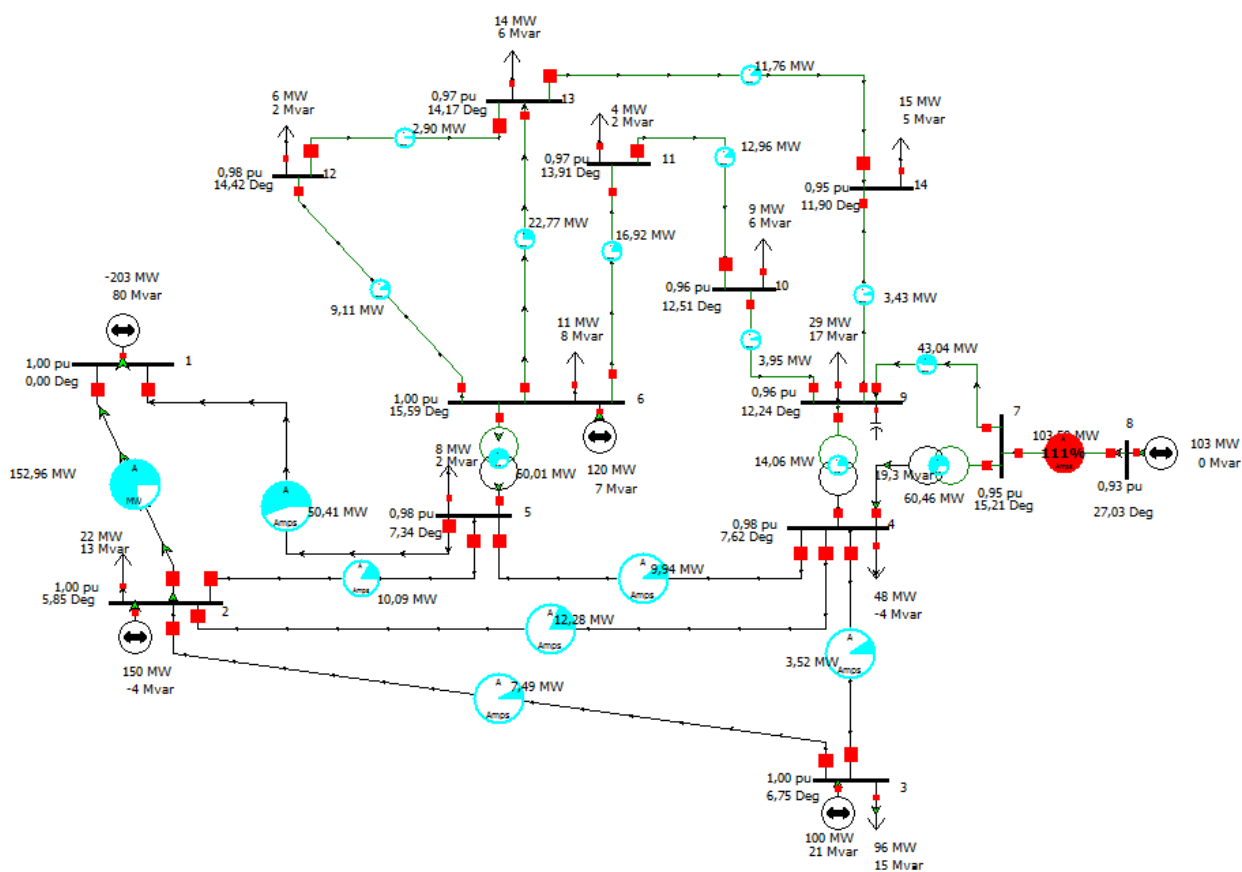 14 MW
6 Mvar
11,76 MW
0,97 pu
13
14,17 Deg
6 MW
2 Mvar
2,90 MW
4 MW
2 Mvar
12,96 MW
15 MW
5 Mvar
0,98 pu
12
14,42 Deg
0,97 pu
11
13,91 Deg
0,95 pu
14
11,90 Deg
22,77 MW
16,92 MW
9 MW
6 Mvar
0,96 pu
10
12,51 Deg
-203 MW
80 Mvar
9,11 MW
3,43 MW
11 MW
8 Mvar
29 MW
17 Mvar
3,95 MW
43,04 MW
1,00 pu
1
0,00 Deg
1,00 pu
6
15,59 Deg
0,96 pu
9
12,24 Deg
7
8
103 MW
0 Mvar
111%
Amps
152,96 MW
A
MW
A
50,41 MW
Amps
8 MW
2 Mvar
60,01 MW
120 MW
7 Mvar
14,06 MW
19,3 Mvar
60,46 MW
0,95 pu
15,21 Deg
0,93 pu
27,03 Deg
0,98 pu
5
7,34 Deg
0,98 pu
4
7,62 Deg
22 MW
13 Mvar
1,00 pu
2
5,85 Deg
A
Amps
10,09 MW
A
9,94 MW
Amps
48 MW
-4 Mvar
A
12,28 MW
Amps
A
3,52 MW
Amps
150 MW
-4 Mvar
A
7,49 MW
Amps
1,00 pu
3
6,75 Deg
100 MW
21 Mvar
96 MW
15 Mvar